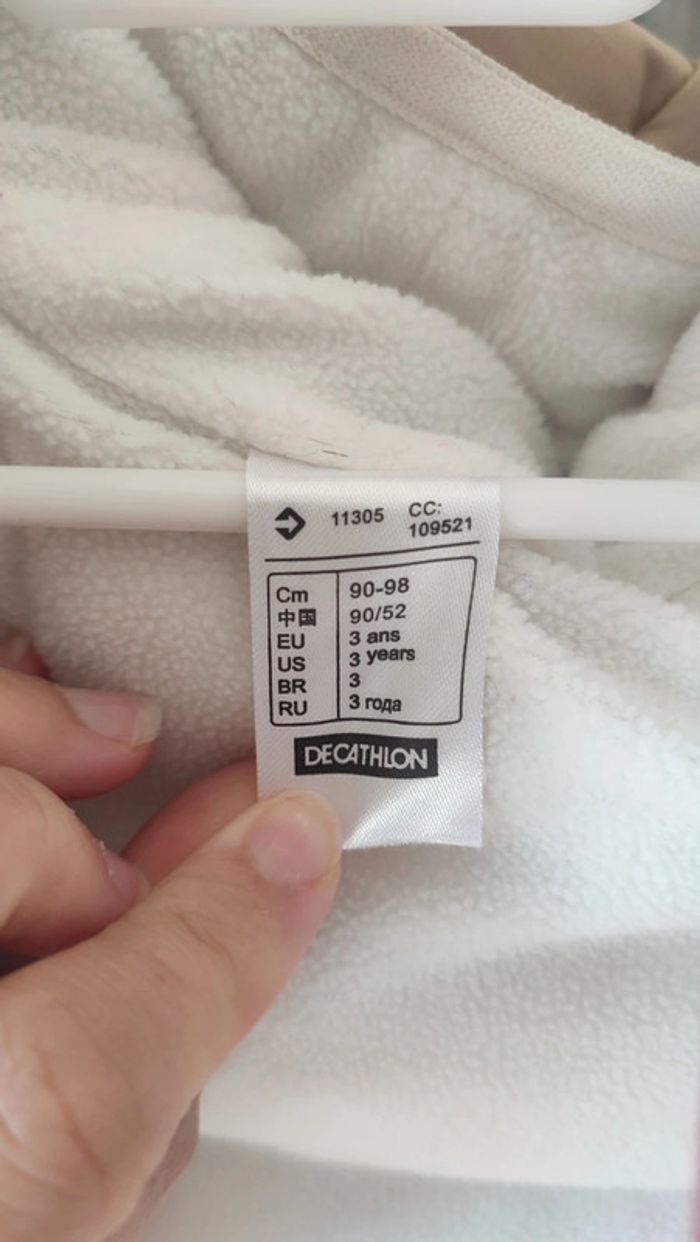 11305 CC: 109521
Cm 90-98
中国 90/52
EU 3 ans
US 3 years
BR 3
RU 3 года
DECATHLON